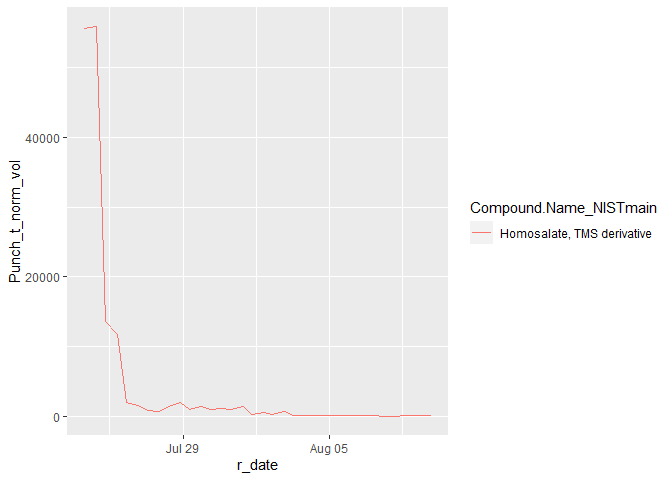 Punch_t_norm_vol
40000
20000
0
Jul 29
Aug 05
r_date
Compound.Name_NISTmain
Homosalate, TMS derivative